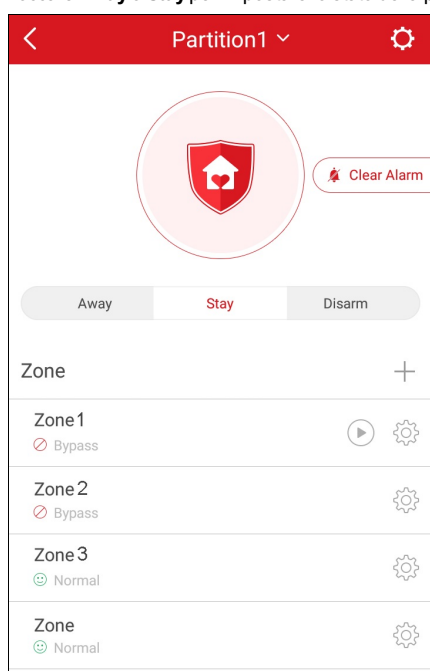 Partition1
Clear Alarm
Away Stay Disarm
Zone
Zone1
Bypass
Zone2
Bypass
Zone3
Normal
Zone
Normal